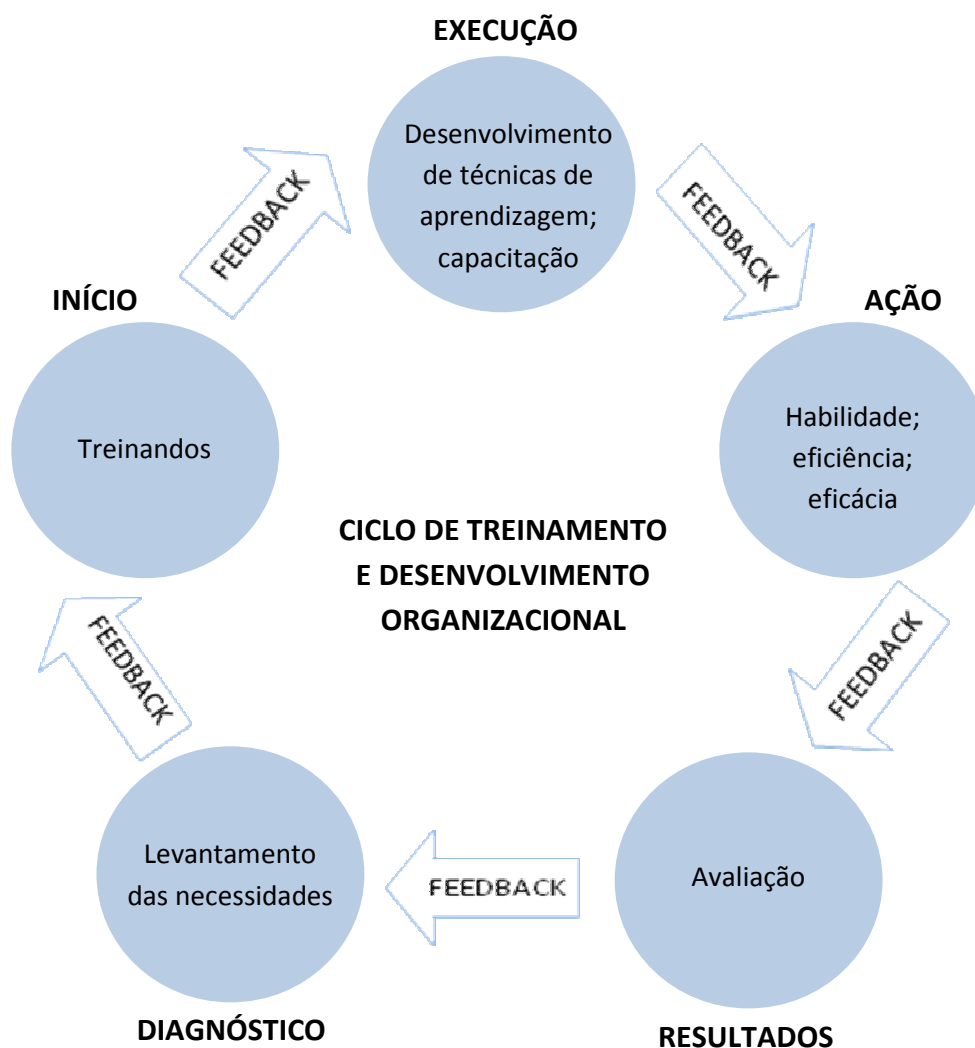 EXECUÇÃO
Desenvolvimento
de técnicas de
aprendizagem;
capacitação
FEEDBACK
FEEDBACK
INÍCIO
AÇÃO
Treinandos
Habilidade;
eficiência;
eficácia
CICLO DE TREINAMENTO
E DESENVOLVIMENTO
ORGANIZACIONAL
FEEDBACK
FEEDBACK
Levantamento
das necessidades
FEEDBACK
Avaliação
DIAGNÓSTICO
RESULTADOS